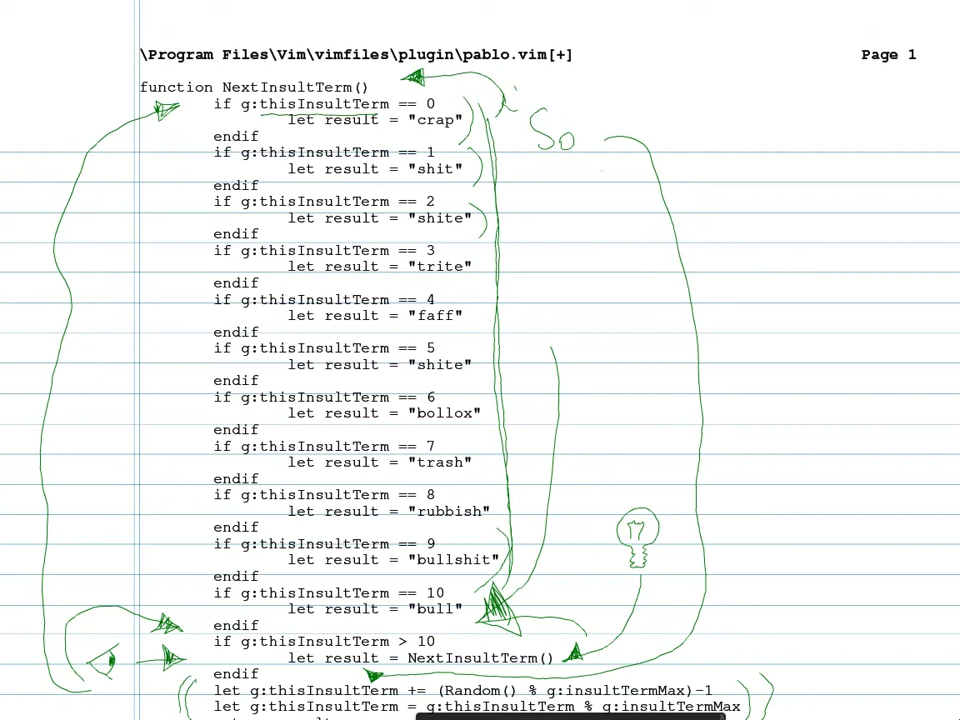 \Program Files\Vim\vimfiles\plugin\pablo.vim[+] Page 1
function NextInsultTerm()
if g:thisInsultTerm == 0
let result = "crap"
So
endif
if g:thisInsultTerm == 1
let result = "shit"
endif
if g:thisInsultTerm == 2
let result = "shite"
endif
if g:thisInsultTerm == 3
let result = "trite"
endif
if g:thisInsultTerm == 4
let result = "faff"
endif
if g:thisInsultTerm == 5
let result = "shite"
endif
if g:thisInsultTerm == 6
let result = "bollox"
endif
if g:thisInsultTerm == 7
let result = "trash"
endif
if g:thisInsultTerm == 8
let result = "rubbish"
endif
if g:thisInsultTerm == 9
let result = "bullshit"
endif
if g:thisInsultTerm == 10
let result = "bull"
endif
if g:thisInsultTerm > 10
let result = NextInsultTerm()
endif
let g:thisInsultTerm += (Random() % g:insultTermMax)-1
let g:thisInsultTerm = g:thisTerm % g:insultTermMax